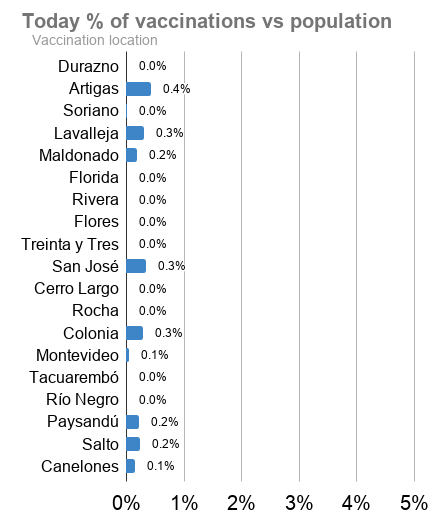 Today % of vaccinations vs population
Vaccination location
Durazno 0.0%
Artigas 0.4%
Soriano 0.0%
Lavalleja 0.3%
Maldonado 0.2%
Florida 0.0%
Rivera 0.0%
Flores 0.0%
Treinta y Tres 0.0%
San José 0.3%
Cerro Largo 0.0%
Rocha 0.0%
Colonia 0.3%
Montevideo 0.1%
Tacuarembó 0.0%
Río Negro 0.0%
Paysandú 0.2%
Salto 0.2%
Canelones 0.1%
0% 1% 2% 3% 4% 5%